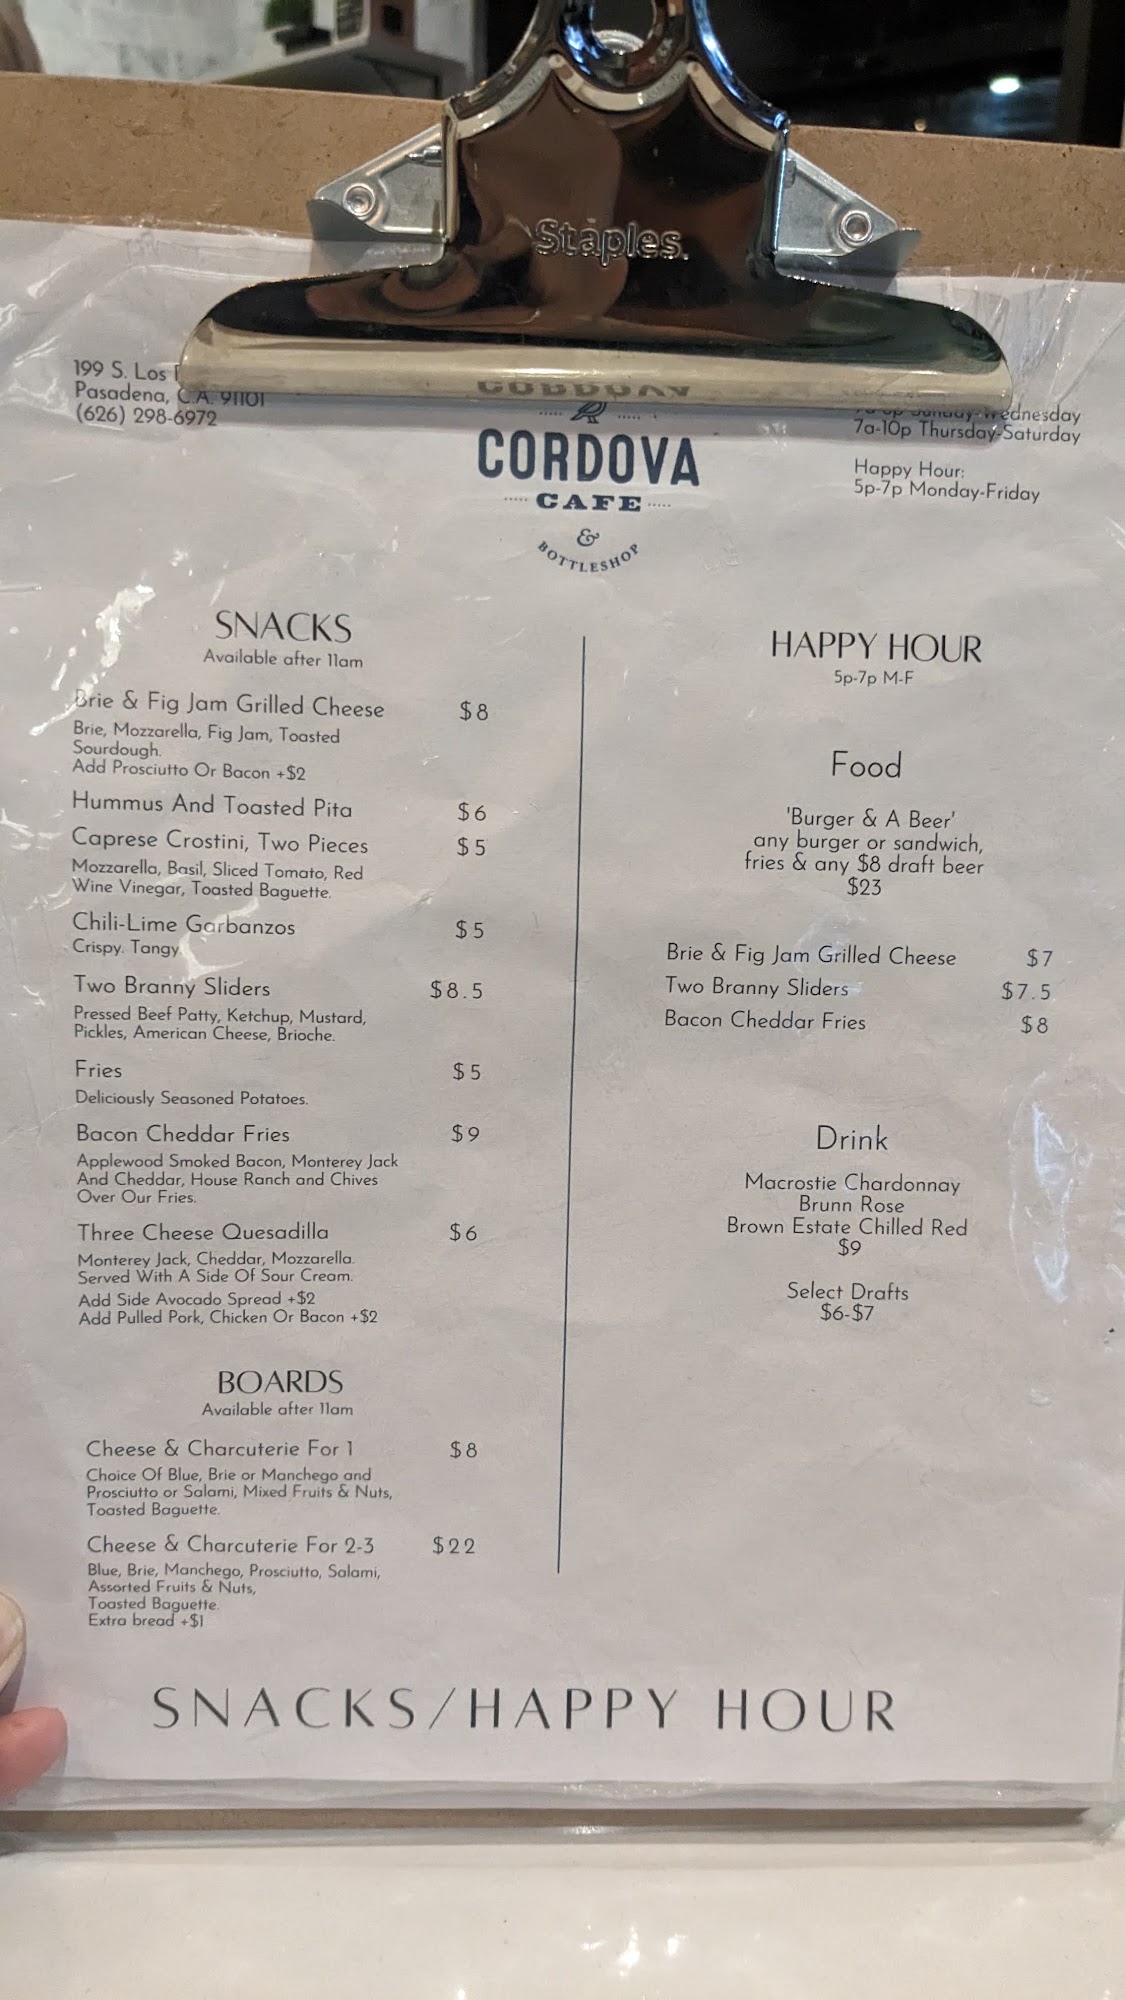 Staples.
199 S. Los
Pasadena, C.A. 91101
(626) 298-6972
Sunday-Wednesday
7a-10p Thursday-Saturday
Happy Hour:
5p-7p Monday-Friday
CORDOVA
CAFE
&
BOTTLESHOP
SNACKS
Available after 11am
Brie & Fig Jam Grilled Cheese $8
Brie, Mozzarella, Fig Jam, Toasted
Sourdough.
Add Prosciutto Or Bacon +$2
Hummus And Toasted Pita $6
Caprese Crostini, Two Pieces $5
Mozzarella, Basil, Sliced Tomato, Red
Wine Vinegar, Toasted Baguette.
Chili-Lime Garbanzos $5
Crispy. Tangy
Two Branny Sliders $8.5
Pressed Beef Patty, Ketchup, Mustard,
Pickles, American Cheese, Brioche.
Fries $5
Deliciously Seasoned Potatoes.
Bacon Cheddar Fries $9
Applewood Smoked Bacon, Monterey Jack
And Cheddar, House Ranch and Chives
Over Our Fries.
Three Cheese Quesadilla $6
Monterey Jack, Cheddar, Mozzarella.
Served With A Side Of Sour Cream.
Add Side Avocado Spread +$2
Add Pulled Pork, Chicken Or Bacon +$2
BOARDS
Available after 11am
Cheese & Charcuterie For 1 $8
Choice Of Blue, Brie or Manchego and
Prosciutto or Salami, Mixed Fruits & Nuts,
Toasted Baguette.
Cheese & Charcuterie For 2-3 $22
Blue, Brie, Manchego, Prosciutto, Salami,
Assorted Fruits & Nuts,
Toasted Baguette.
Extra bread +$1
HAPPY HOUR
5p-7p M-F
Food
'Burger & A Beer'
any burger or sandwich,
fries & any $8 draft beer
$23
Brie & Fig Jam Grilled Cheese $7
Two Branny Sliders $7.5
Bacon Cheddar Fries $8
Drink
Macrostie Chardonnay
Brunn Rose
Brown Estate Chilled Red
$9
Select Drafts
$6-$7
SNACKS/HAPPY HOUR